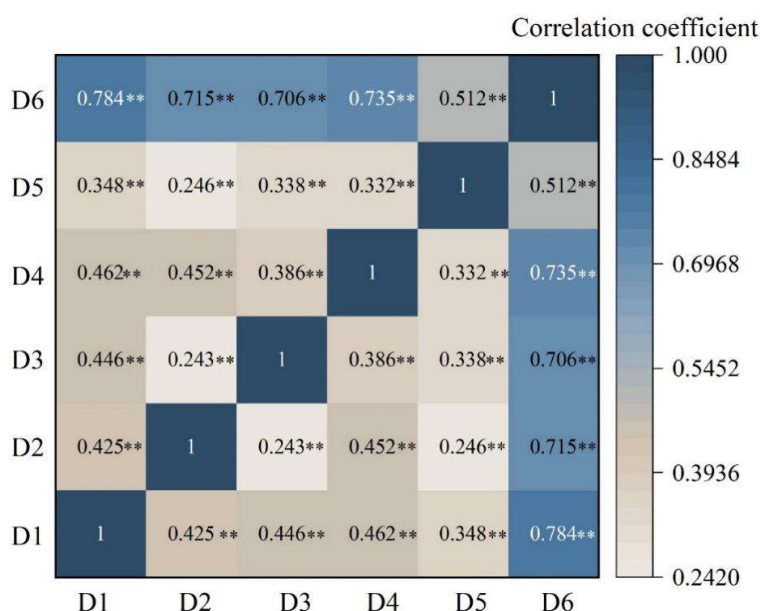 Correlation coefficient
D6 0.784** 0.715** 0.706** 0.735** 0.512** 1 1.000
D5 0.348** 0.246** 0.338** 0.332** 1 0.512** 0.8484
D4 0.462** 0.452** 0.386** 1 0.332** 0.735** 0.6968
D3 0.446** 0.243** 1 0.386** 0.338** 0.706** 0.5452
D2 0.425** 1 0.243** 0.452** 0.246** 0.715** 0.3936
D1 1 0.425** 0.446** 0.462** 0.348** 0.784** 0.2420
D1 D2 D3 D4 D5 D6